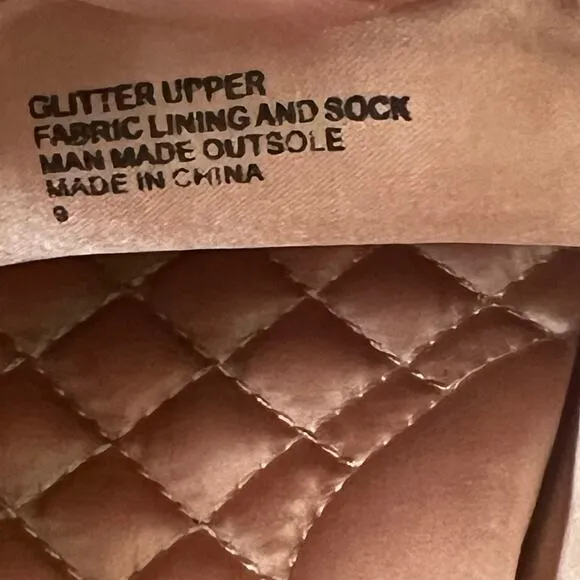 GLITTER UPPER
FABRIC LINING AND SOCK
MAN MADE OUTSOLE
MADE IN CHINA
9